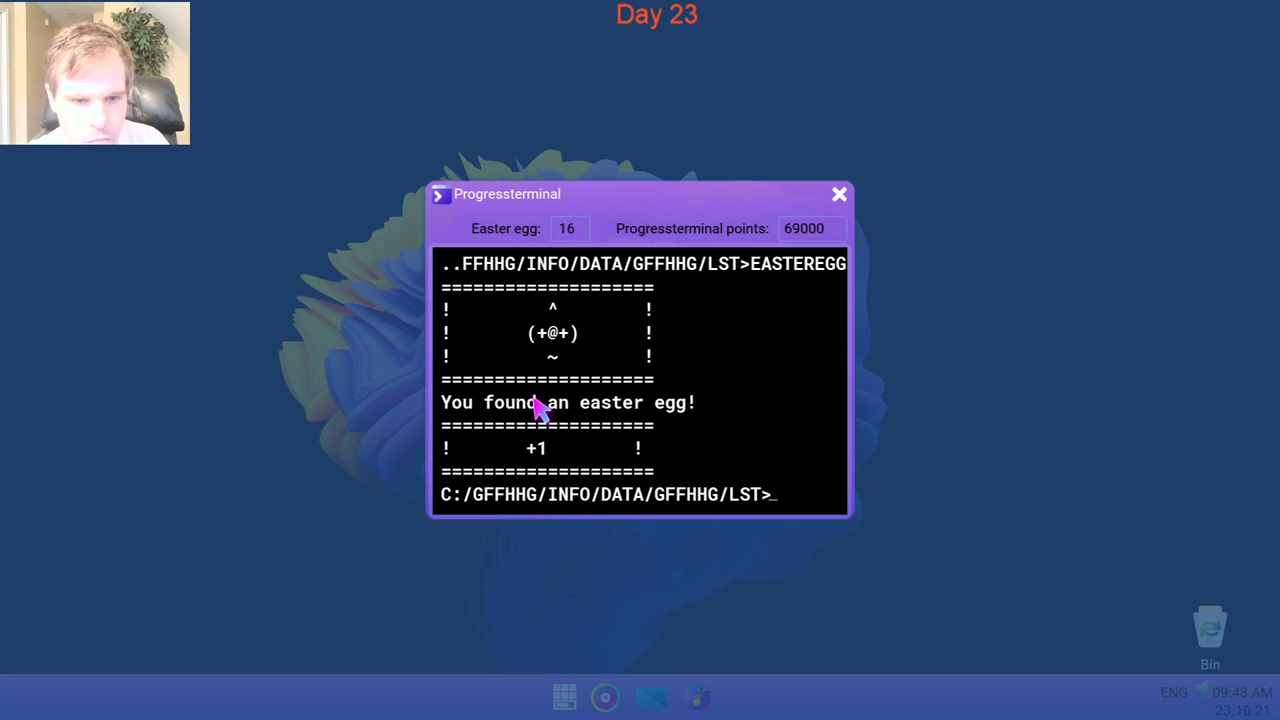 Day 23
Progressterminal
Easter egg: 16 Progressterminal points: 69000
..FFHHG/INFO/DATA/GFFHHG/LST>EASTEREGG
====================
! ^ !
! (+@+) !
! ~ !
====================
You found an easter egg!
====================
! +1 !
====================
C:/GFFHHG/INFO/DATA/GFFHHG/LST>_
Bin
ENG 09:48 AM
23.10.21